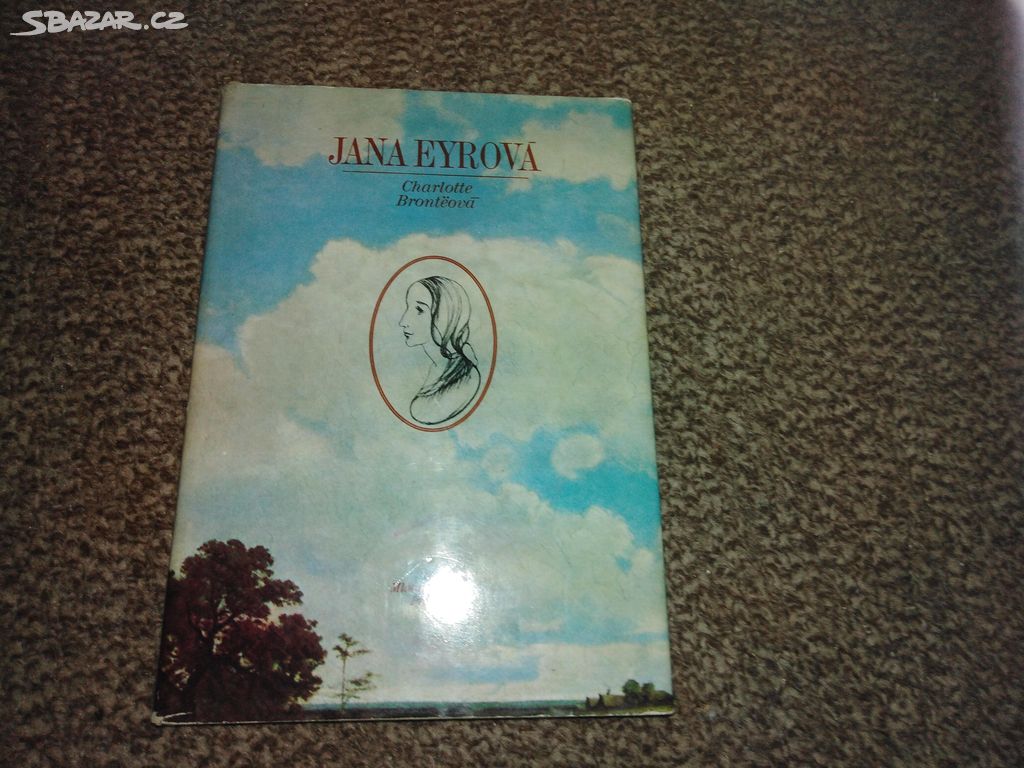 SBAZAR.CZ
JANA EYROVÁ
Charlotte
Brontëová